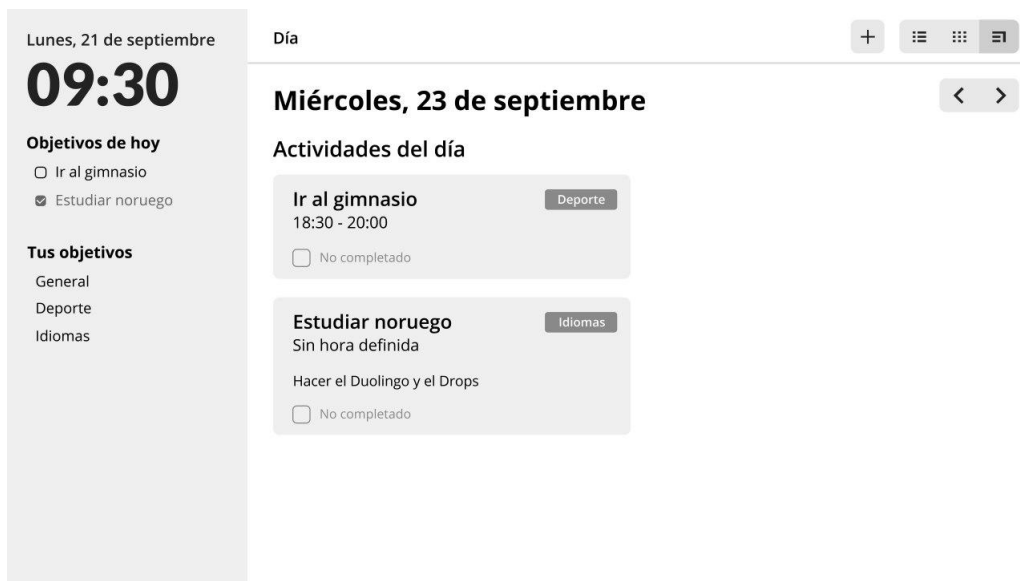 Lunes, 21 de septiembre
09:30
Objetivos de hoy
Ir al gimnasio
Estudiar noruego
Tus objetivos
General
Deporte
Idiomas
Día
Miércoles, 23 de septiembre
Actividades del día
Ir al gimnasio
Deporte
18:30 - 20:00
No completado
Estudiar noruego
Idiomas
Sin hora definida
Hacer el Duolingo y el Drops
No completado